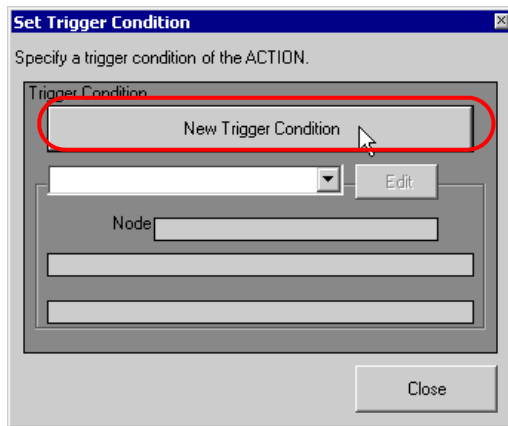 Set Trigger Condition
Specify a trigger condition of the ACTION.
Trigger Condition
New Trigger Condition
Edit
Node
Close